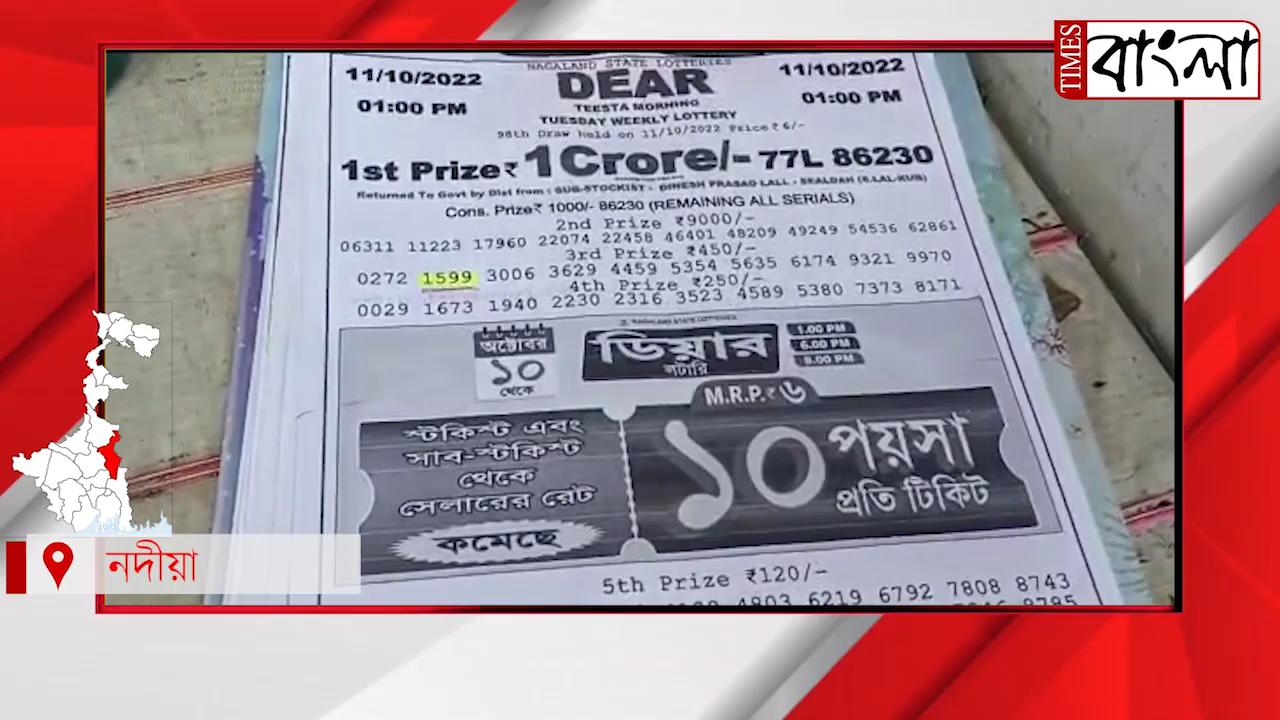 TIMES বাংলা
NAGALAND STATE LOTTERIES
11/10/2022 DEAR 11/10/2022
01:00 PM TEESTA MORNING 01:00 PM
TUESDAY WEEKLY LOTTERY
98th Draw held on 11/10/2022 Price ₹ 6/-
1st Prize ₹ 1Crore/- 77L 86230
Returned To Govt by Dist from : SUB-STOCKIST - DINESH PRASAD LALL - SEALDAH (R.LAL-KUB)
Cons. Prize ₹ 1000/- 86230 (REMAINING ALL SERIALS)
2nd Prize ₹9000/-
06311 11223 17960 22074 22458 46401 48209 49249 54536 62861
3rd Prize ₹450/-
0272 1599 3006 3629 4459 5354 5635 6174 9321 9970
4th Prize ₹250/-
0029 1673 1940 2230 2316 3523 4589 5380 7373 8171
NAGALAND STATE LOTTERIES
অক্টোবর
১০
থেকে
ডিয়ার
লটারি
1.00 PM
6.00 PM
8.00 PM
M.R.P. ₹ ৬
স্টকিস্ট এবং
সাব-স্টকিস্ট
থেকে
সেলারের রেট
কমেছে
১০ পয়সা
প্রতি টিকিট
5th Prize ₹120/-
4803 6219 6792 7808 8743
নদীয়া